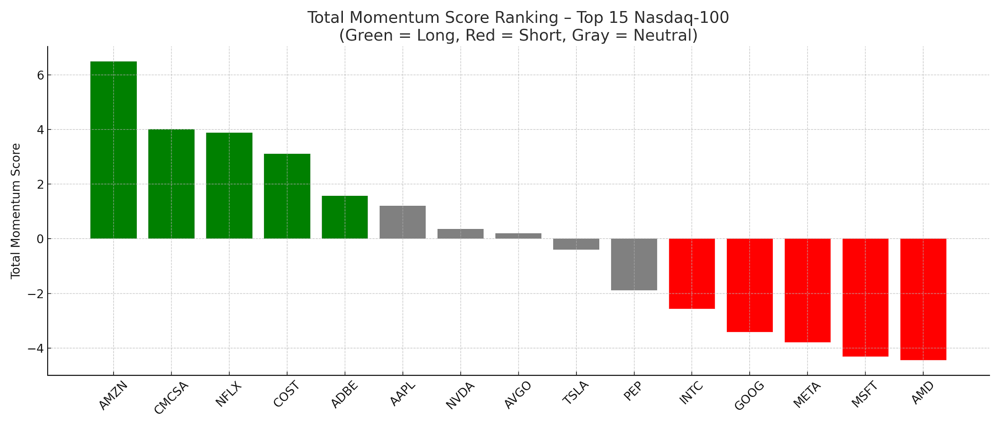 Total Momentum Score Ranking – Top 15 Nasdaq-100
(Green = Long, Red = Short, Gray = Neutral)
Total Momentum Score
6
4
2
0
−2
−4
AMZN
CMCSA
NFLX
COST
ADBE
AAPL
NVDA
AVGO
TSLA
PEP
INTC
GOOG
META
MSFT
AMD